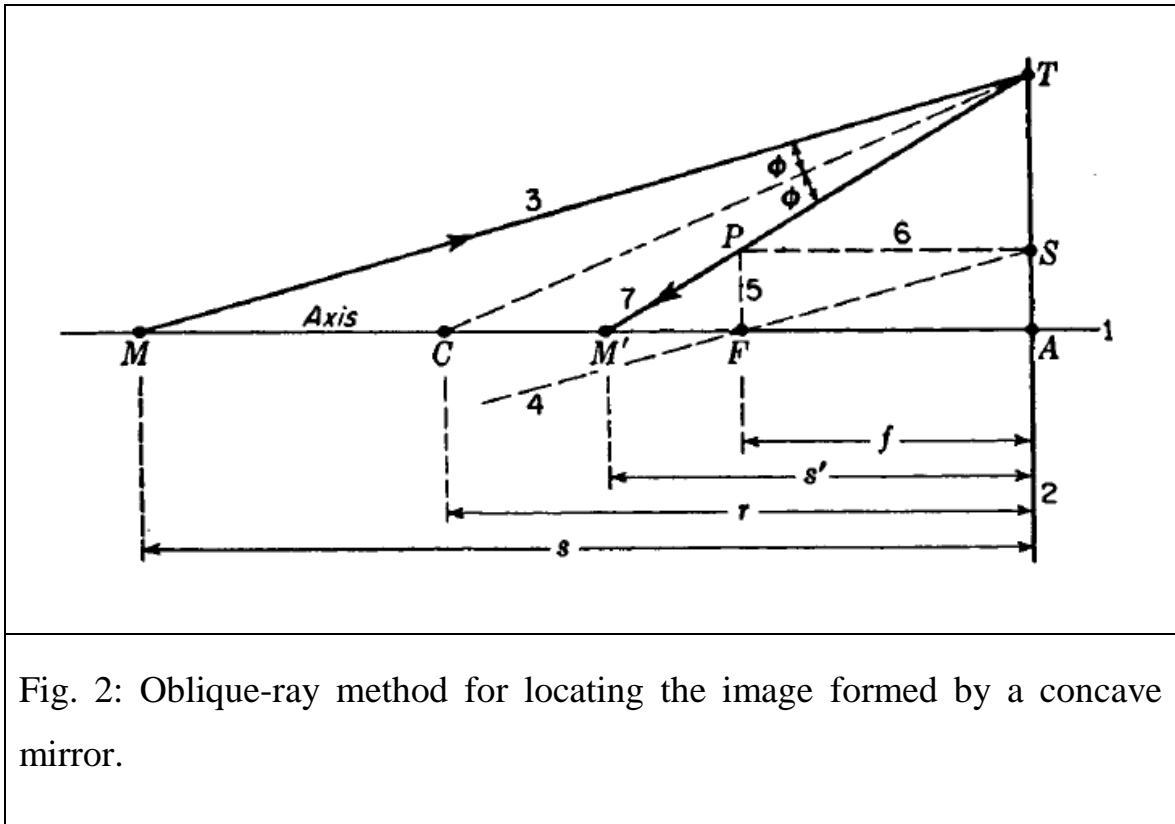 T
ϕ
3
ϕ
P
6
S
7
5
Axis
1
M
C
M′
F
A
4
f
s′
2
r
s
Fig. 2: Oblique-ray method for locating the image formed by a concave
mirror.